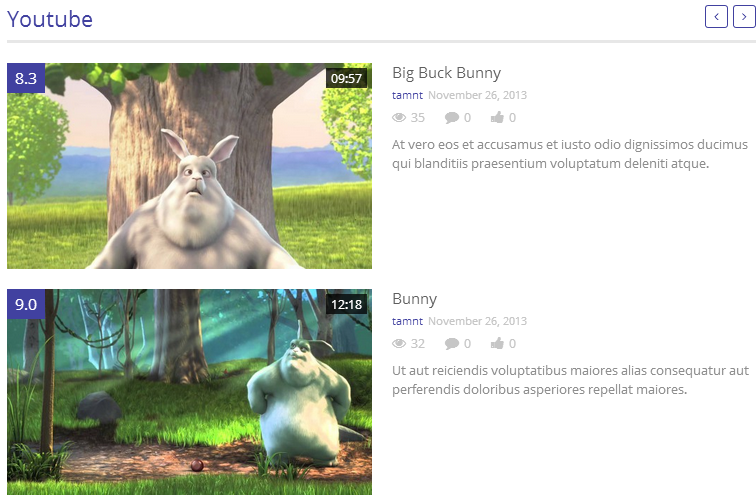 Youtube
8.3
09:57
Big Buck Bunny
tamnt November 26, 2013
35 0 0
At vero eos et accusamus et iusto odio dignissimos ducimus
qui blanditiis praesentium voluptatum deleniti atque.
9.0
12:18
Bunny
tamnt November 26, 2013
32 0 0
Ut aut reiciendis voluptatibus maiores alias consequatur aut
perferendis doloribus asperiores repellat maiores.